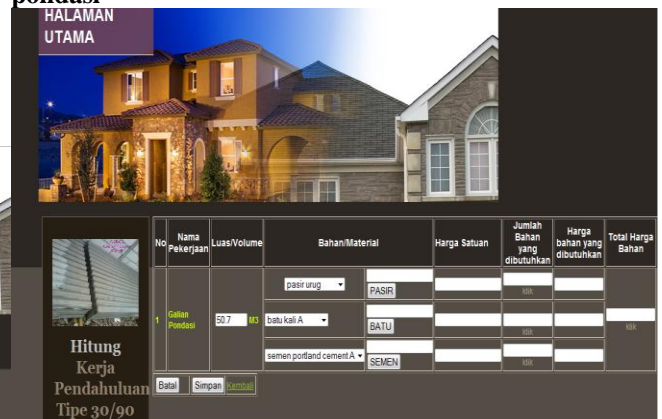 pondasi
HALAMAN
UTAMA
No
Nama
Pekerjaan
Luas/Volume
Bahan/Material
Harga Satuan
Jumlah
Bahan
yang
dibutuhkan
Harga
bahan yang
dibutuhkan
Total Harga
Bahan
1
Galian
Pondasi
50.7 M3
pasir urug
PASIR
klik
batu kali A
BATU
klik
semen portland cement A
SEMEN
klik
klik
Batal Simpan Kembali
Hitung
Kerja
Pendahuluan
Tipe 30/90